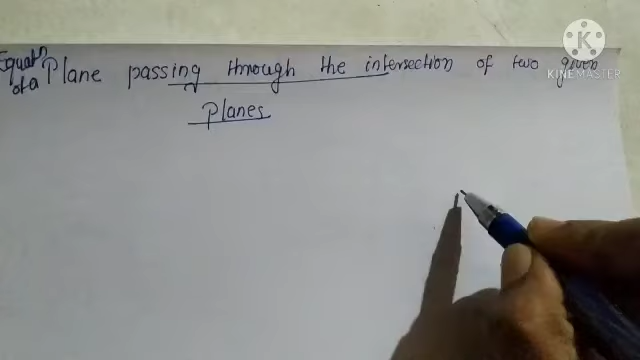 Equatn of a Plane passing through the intersection of two given
Planes
KINEMASTER